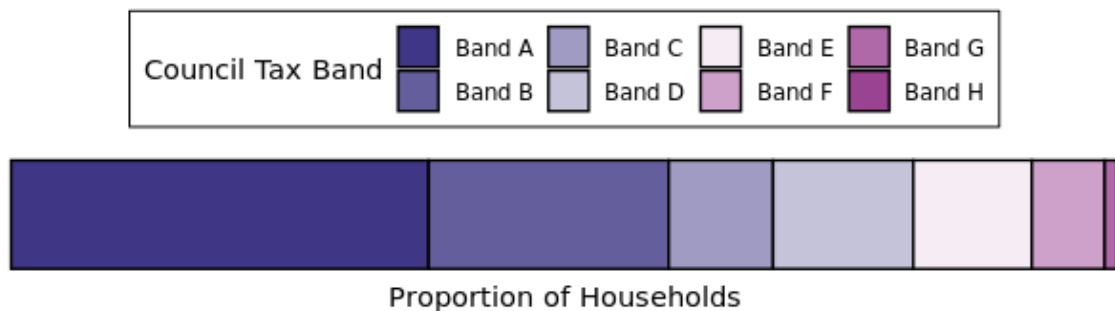 Council Tax Band
Band A
Band C
Band E
Band G
Band B
Band D
Band F
Band H
Proportion of Households